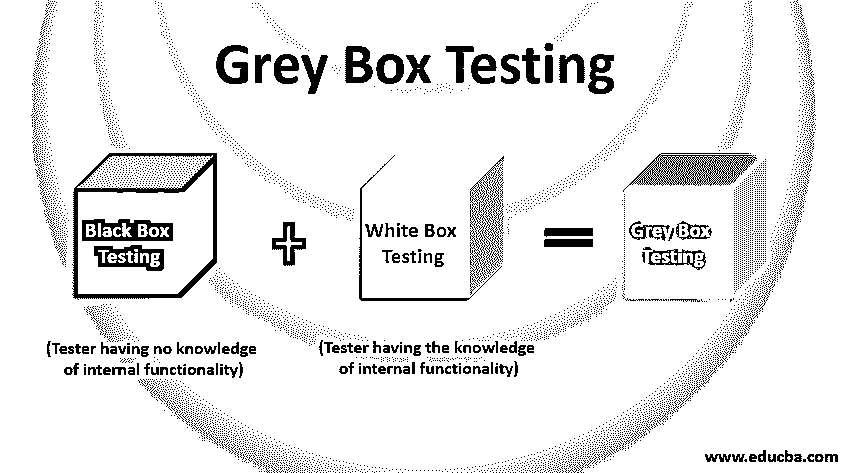 Grey Box Testing
Black Box
Testing
White Box
Testing
Grey Box
Testing
(Tester having no knowledge
of internal functionality)
(Tester having the knowledge
of internal functionality)
www.educba.com